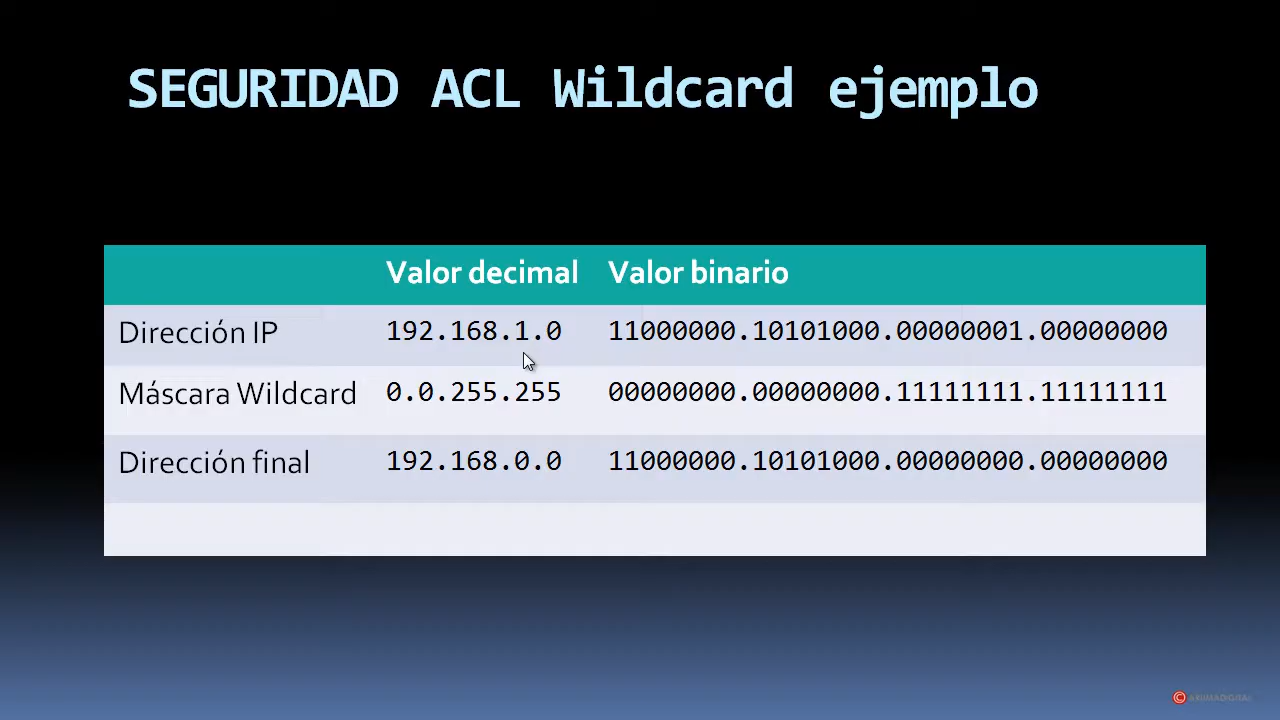 SEGURIDAD ACL Wildcard ejemplo
Valor decimal Valor binario
Dirección IP 192.168.1.0 11000000.10101000.00000001.00000000
Máscara Wildcard 0.0.255.255 00000000.00000000.11111111.11111111
Dirección final 192.168.0.0 11000000.10101000.00000000.00000000